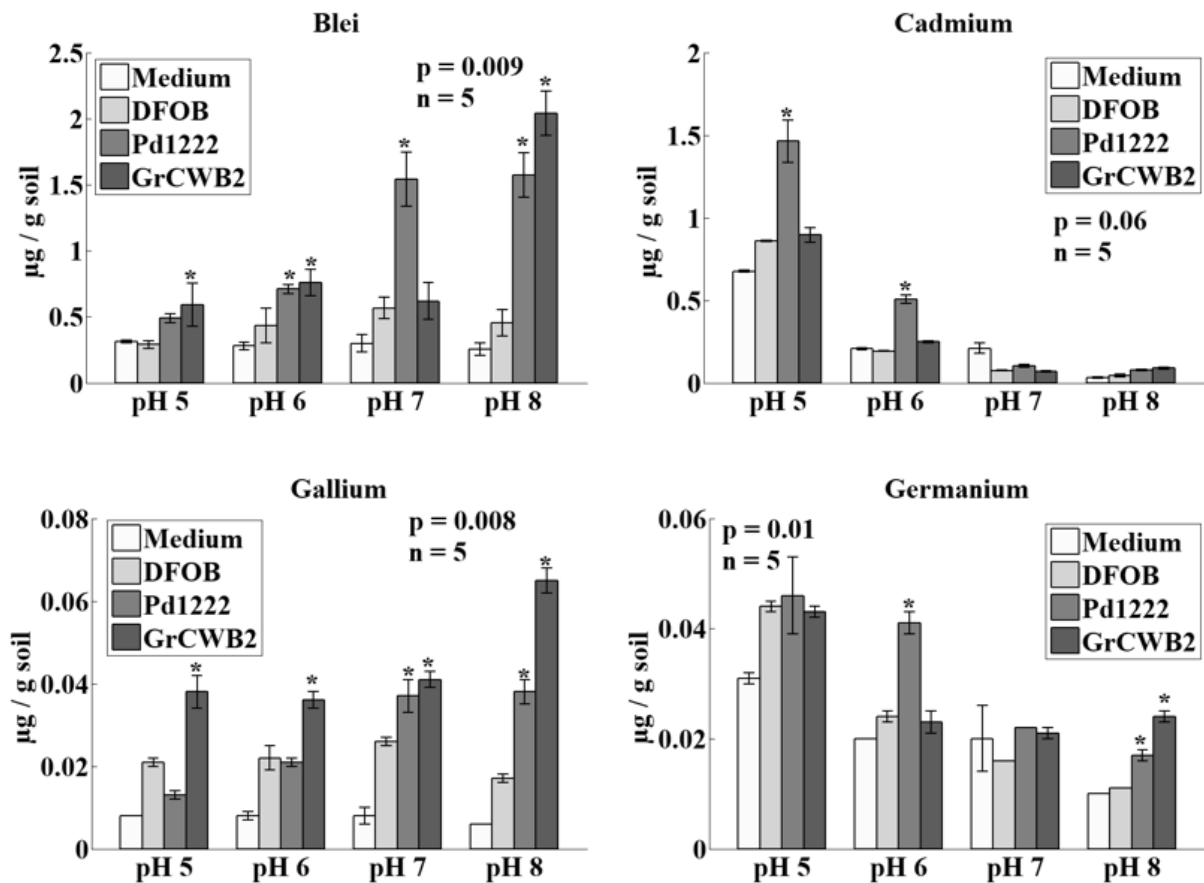 Blei
2.5
2
1.5
1
0.5
0
µg / g soil
Medium
DFOB
Pd1222
GrCWB2
p = 0.009
n = 5
*
*
*
*
*
*
pH 5
pH 6
pH 7
pH 8
Cadmium
2
1.5
1
0.5
0
µg / g soil
Medium
DFOB
Pd1222
GrCWB2
p = 0.06
n = 5
*
*
pH 5
pH 6
pH 7
pH 8
Gallium
0.08
0.06
0.04
0.02
0
µg / g soil
Medium
DFOB
Pd1222
GrCWB2
p = 0.008
n = 5
*
*
*
*
*
*
pH 5
pH 6
pH 7
pH 8
Germanium
0.06
0.04
0.02
0
µg / g soil
p = 0.01
n = 5
Medium
DFOB
Pd1222
GrCWB2
*
*
*
pH 5
pH 6
pH 7
pH 8